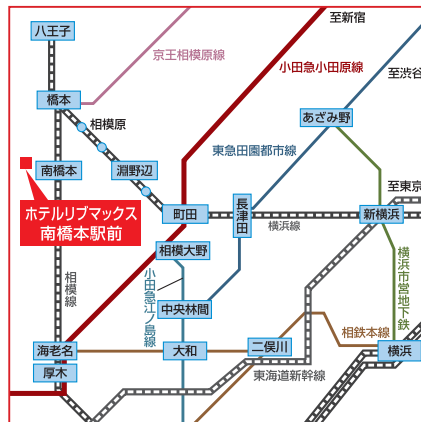 八王子
至新宿
京王相模原線
小田急小田原線
至渋谷
橋本
相模原
あざみ野
東急田園都市線
南橋本
淵野辺
至東京
ホテルリブマックス
南橋本駅前
町田
長津田
横浜線
新横浜
相模大野
相模線
小田急江ノ島線
横浜市営地下鉄
中央林間
相鉄本線
海老名
大和
二俣川
横浜
厚木
東海道新幹線